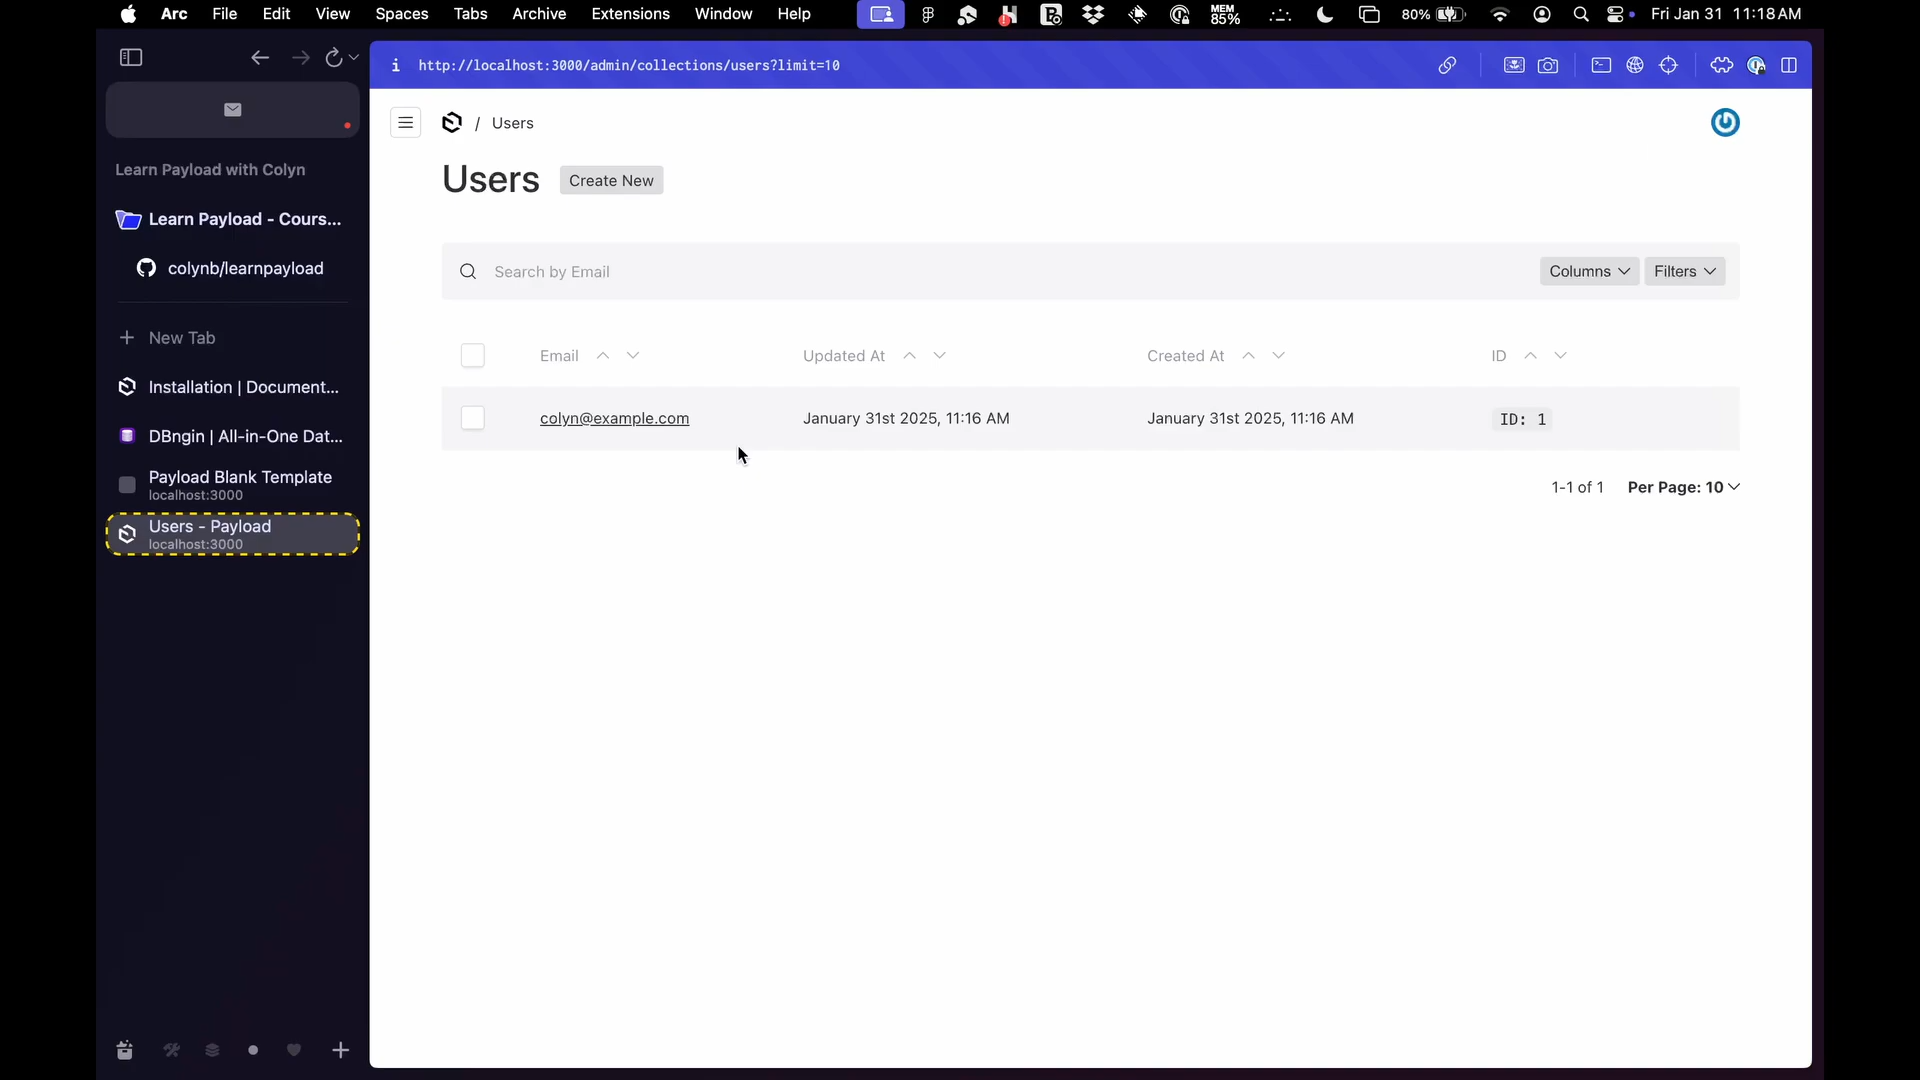 Arc File Edit View Spaces Tabs Archive Extensions Window Help MEM 85% 80% Fri Jan 31 11:18 AM
http://localhost:3000/admin/collections/users?limit=10
/ Users
Users Create New
Learn Payload with Colyn
Learn Payload - Cours...
colynb/learnpayload
New Tab
Installation | Document...
DBngin | All-in-One Dat...
Payload Blank Template
localhost:3000
Users - Payload
localhost:3000
Search by Email Columns Filters
Email Updated At Created At ID
colyn@example.com January 31st 2025, 11:16 AM January 31st 2025, 11:16 AM ID: 1
1-1 of 1 Per Page: 10